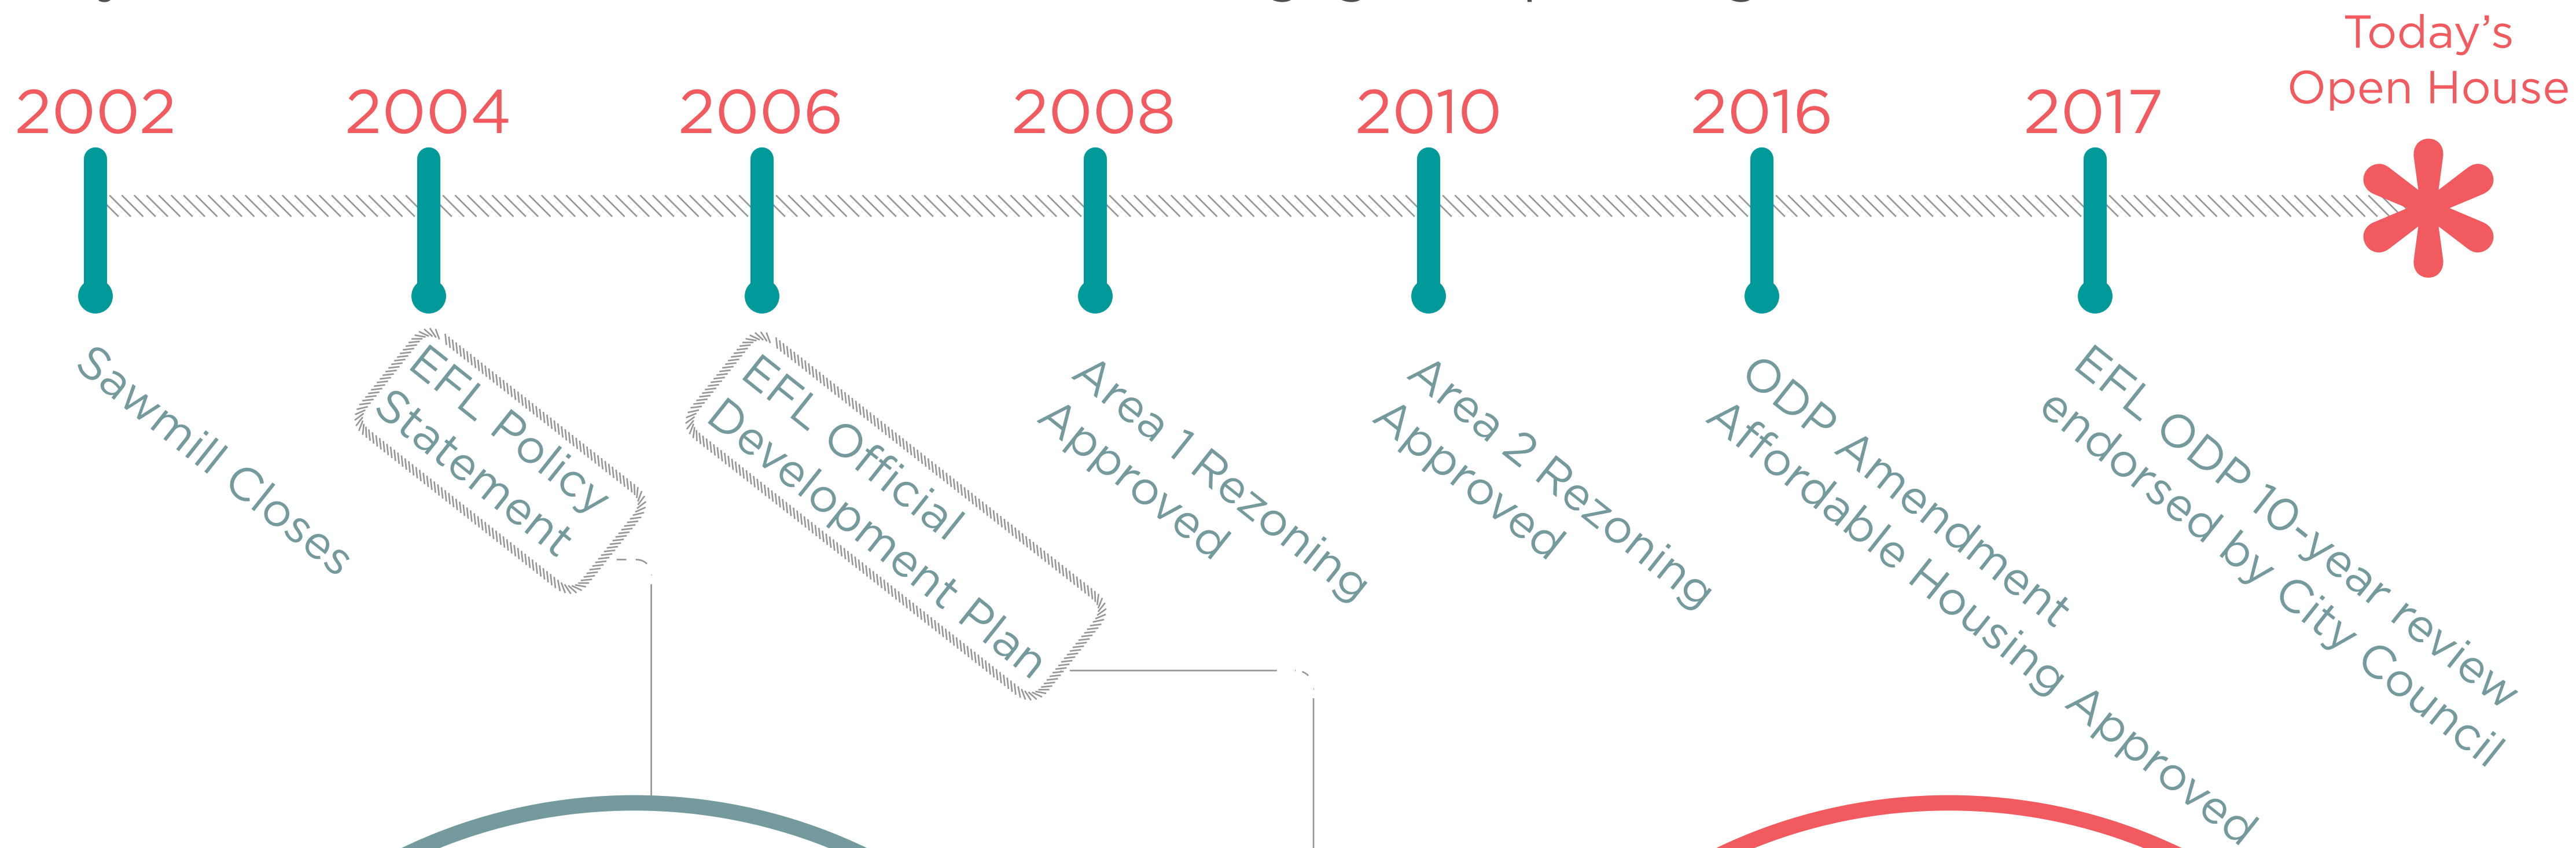 Today's
Open House
2002
2004
2006
2008
2010
2016
2017
Sawmill Closes
EFL Policy
Statement
EFL Official
Development Plan
Area 1 Rezoning
Approved
Area 2 Rezoning
Approved
ODP Amendment
Affordable Housing Approved
EFL ODP 10-year review
endorsed by City Council